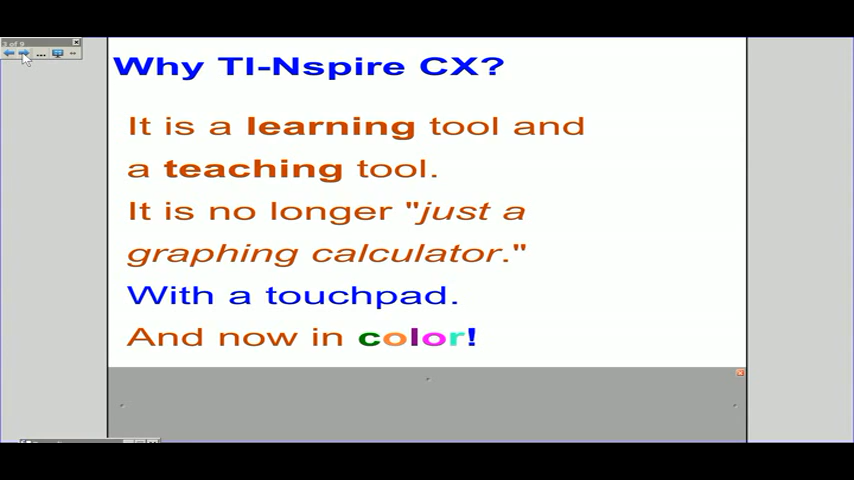 Why TI-Nspire CX?
It is a learning tool and
a teaching tool.
It is no longer "just a
graphing calculator."
With a touchpad.
And now in color!